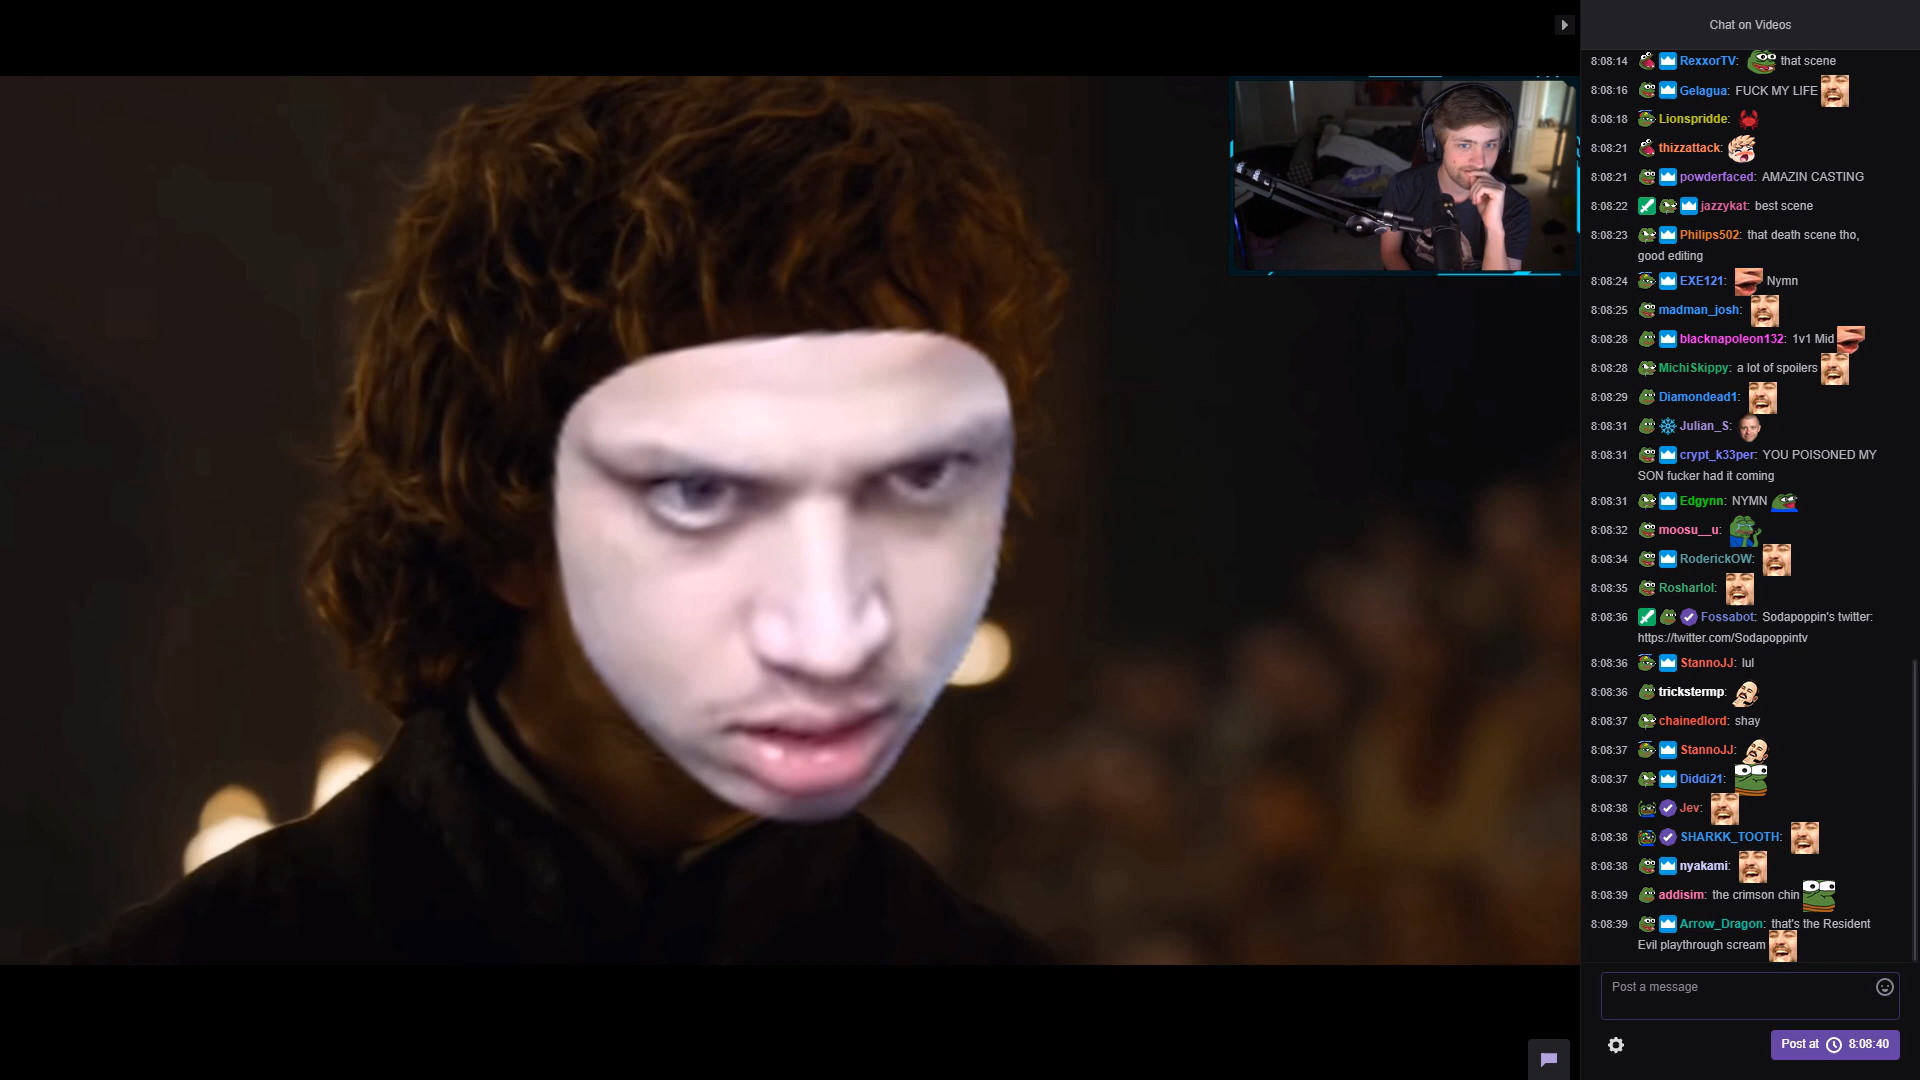 Chat on Videos
8:08:14 RexxorTV: that scene
8:08:16 Gelagua: FUCK MY LIFE
8:08:18 Lionspridde:
8:08:21 thizzattack:
8:08:21 powderfaced: AMAZIN CASTING
8:08:22 jazzykat: best scene
8:08:23 Philips502: that death scene tho,
good editing
8:08:24 EXE121: Nymn
8:08:25 madman_josh:
8:08:28 blacknapoleon132: 1v1 Mid
8:08:28 MichiSkippy: a lot of spoilers
8:08:29 Diamondead1:
8:08:31 Julian_S:
8:08:31 crypt_k33per: YOU POISONED MY
SON fucker had it coming
8:08:31 Edgynn: NYMN
8:08:32 moosu__u:
8:08:34 RoderickOW:
8:08:35 Rosharlol:
8:08:36 Fossabot: Sodapoppin's twitter:
https://twitter.com/Sodapoppintv
8:08:36 StannoJJ: lul
8:08:36 trickstermp:
8:08:37 chainedlord: shay
8:08:37 StannoJJ:
8:08:37 Diddi21:
8:08:38 Jev:
8:08:38 SHARKK_TOOTH:
8:08:38 nyakami:
8:08:39 addisim: the crimson chin
8:08:39 Arrow_Dragon: that's the Resident
Evil playthrough scream
Post a message
Post at 8:08:40